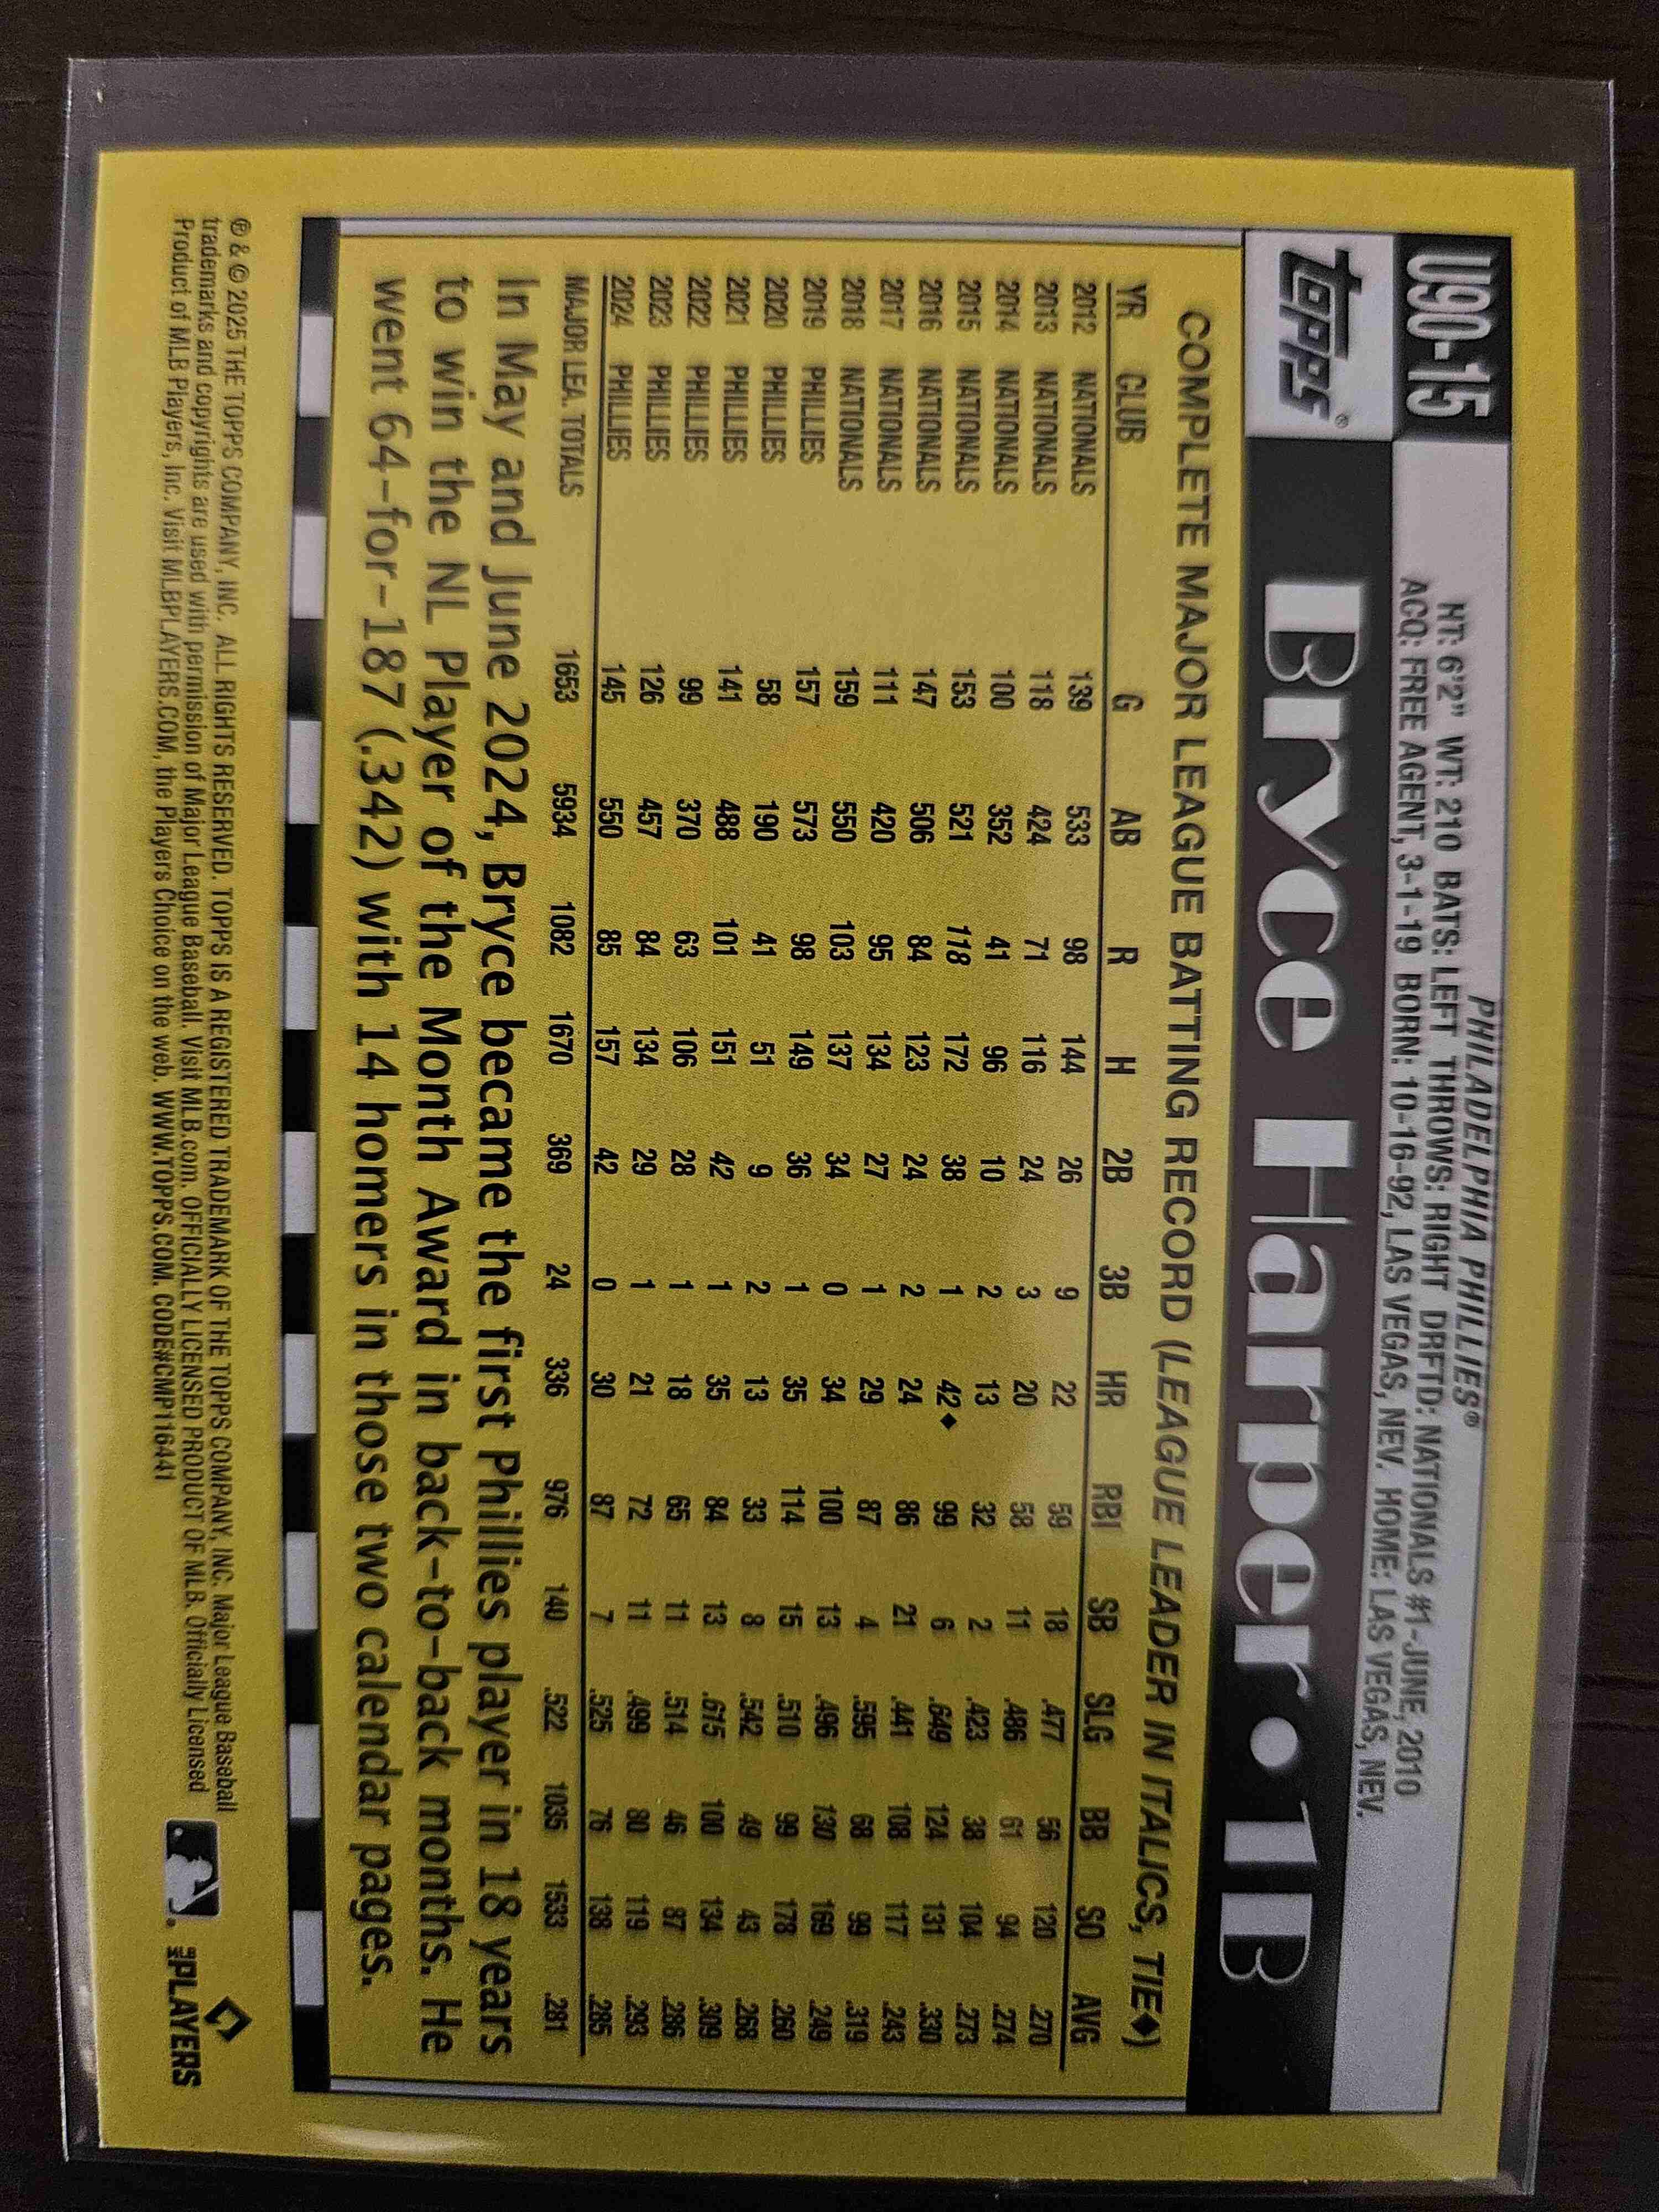 U90-15
PHILADELPHIA PHILLIES®
HT: 6'2" WT: 210 BATS: LEFT THROWS: RIGHT DRFTD: NATIONALS #1-JUNE, 2010
ACQ: FREE AGENT, 3-1-19 BORN: 10-16-92, LAS VEGAS, NEV. HOME: LAS VEGAS, NEV.
topps®
Bryce Harper • 1B
COMPLETE MAJOR LEAGUE BATTING RECORD (LEAGUE LEADER IN ITALICS, TIE◆)
YR CLUB G AB R H 2B 3B HR RBI SB SLG BB SO AVG
2012 NATIONALS 139 533 98 144 26 9 22 59 18 .477 56 120 .270
2013 NATIONALS 118 424 71 116 24 3 20 58 11 .486 61 94 .274
2014 NATIONALS 100 352 41 96 10 2 13 32 2 .423 38 104 .273
2015 NATIONALS 153 521 118 172 38 1 42◆ 99 6 .649 124 131 .330
2016 NATIONALS 147 506 84 123 24 2 24 86 21 .441 108 117 .243
2017 NATIONALS 111 420 95 134 27 1 29 87 4 .595 68 99 .319
2018 NATIONALS 159 550 103 137 34 0 34 100 13 .496 130 169 .249
2019 PHILLIES 157 573 98 149 36 1 35 114 15 .510 99 178 .260
2020 PHILLIES 58 190 41 51 9 2 13 33 8 .542 49 43 .268
2021 PHILLIES 141 488 101 151 42 1 35 84 13 .615 100 134 .309
2022 PHILLIES 99 370 63 106 28 1 18 65 11 .514 46 87 .286
2023 PHILLIES 126 457 84 134 29 1 21 72 11 .499 80 119 .293
2024 PHILLIES 145 550 85 157 42 0 30 87 7 .525 76 138 .285
MAJOR LEA. TOTALS 1653 5934 1082 1670 369 24 336 976 140 .522 1035 1533 .281
In May and June 2024, Bryce became the first Phillies player in 18 years
to win the NL Player of the Month Award in back-to-back months. He
went 64-for-187 (.342) with 14 homers in those two calendar pages.
® & © 2025 THE TOPPS COMPANY, INC. ALL RIGHTS RESERVED. TOPPS IS A REGISTERED TRADEMARK OF THE TOPPS COMPANY, INC. Major League Baseball
trademarks and copyrights are used with permission of Major League Baseball. Visit MLB.com. OFFICIALLY LICENSED PRODUCT OF MLB. Officially Licensed
Product of MLB Players, Inc. Visit MLBPLAYERS.COM, the Players Choice on the web. WWW.TOPPS.COM. CODE#CMP116441
MLB PLAYERS